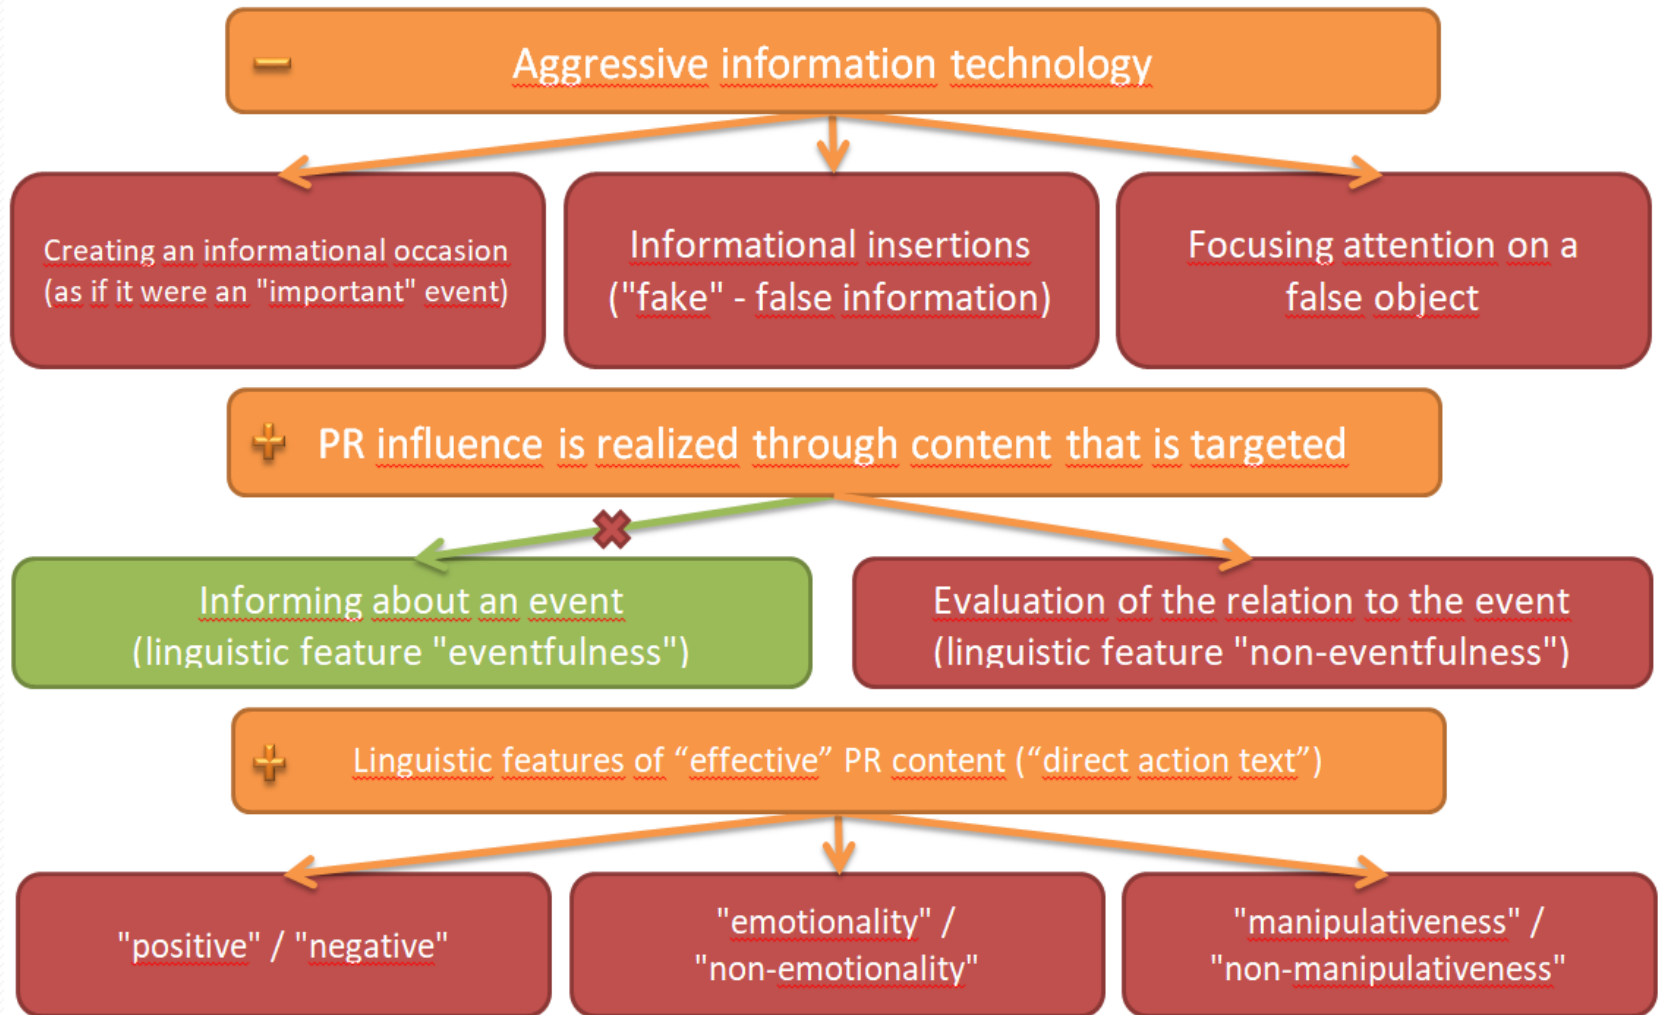 Aggressive information technology
Creating an informational occasion
(as if it were an "important" event)
Informational insertions
("fake" - false information)
Focusing attention on a
false object
PR influence is realized through content that is targeted
Informing about an event
(linguistic feature "eventfulness")
Evaluation of the relation to the event
(linguistic feature "non-eventfulness")
Linguistic features of “effective” PR content (“direct action text”)
"positive" / "negative"
"emotionality" /
"non-emotionality"
"manipulativeness" /
"non-manipulativeness"